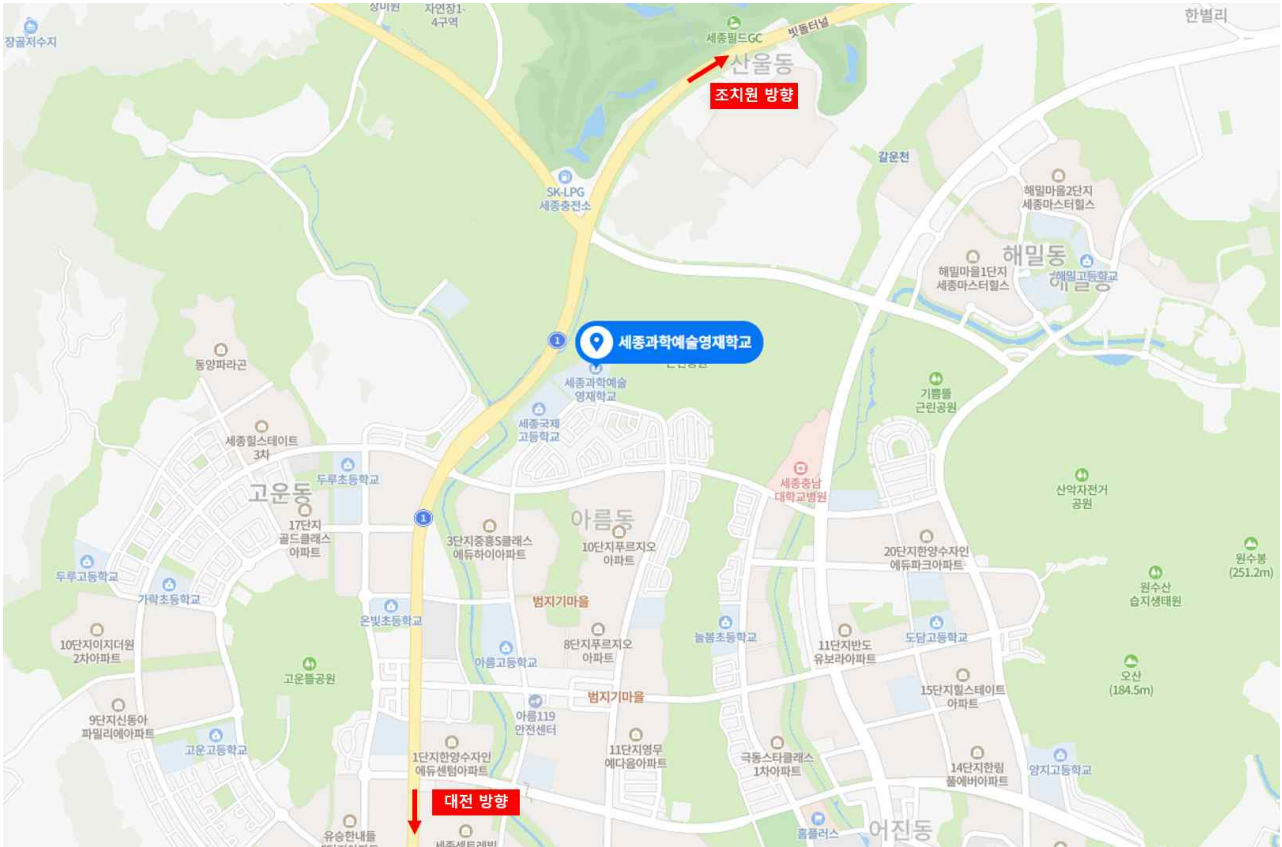 장미원
자연장1-
4구역
장골저수지
세종필드GC
빗돌터널
한별리
산울동
조치원 방향
갈운천
SK-LPG
세종충전소
해밀마을2단지
세종마스터힐스
해밀동
해밀마을1단지
세종마스터힐스
해밀고등학교
해밀동
1
세종과학예술영재학교
근린공원
세종과학예술
영재학교
동양파라곤
기쁨뜰
근린공원
세종국제
고등학교
세종힐스테이트
3차
두루초등학교
세종충남
대학교병원
고운동
산악자전거
공원
17단지
골드클래스
아파트
1
아름동
3단지중흥S클래스
에듀하이아파트
10단지푸르지오
아파트
20단지한양수자인
에듀파크아파트
원수봉
(251.2m)
두루고등학교
가락초등학교
원수산
습지생태원
범지기마을
온빛초등학교
늘봄초등학교
도담고등학교
10단지이지더원
2차아파트
8단지푸르지오
아파트
11단지반도
유보라아파트
아름고등학교
고운뜰공원
오산
(184.5m)
범지기마을
15단지힐스테이트
아파트
9단지신동아
파밀리에아파트
아름119
안전센터
고운고등학교
1단지한양수자인
에듀센텀아파트
11단지영무
예다음아파트
극동스타클래스
1차아파트
14단지한림
풀에버아파트
양지고등학교
대전 방향
유승한내들
세종센트레빌
홈플러스
어진동